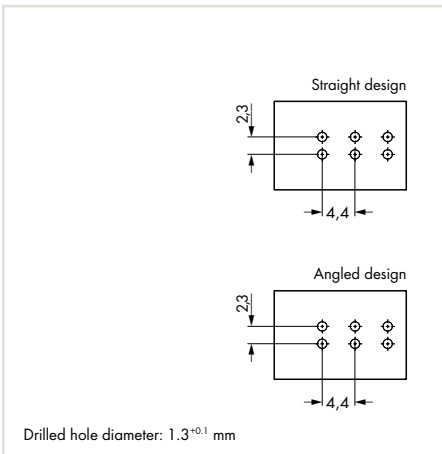 Straight design
2,3
4,4
Angled design
2,3
4,4
Drilled hole diameter: 1.3⁺⁰·¹ mm